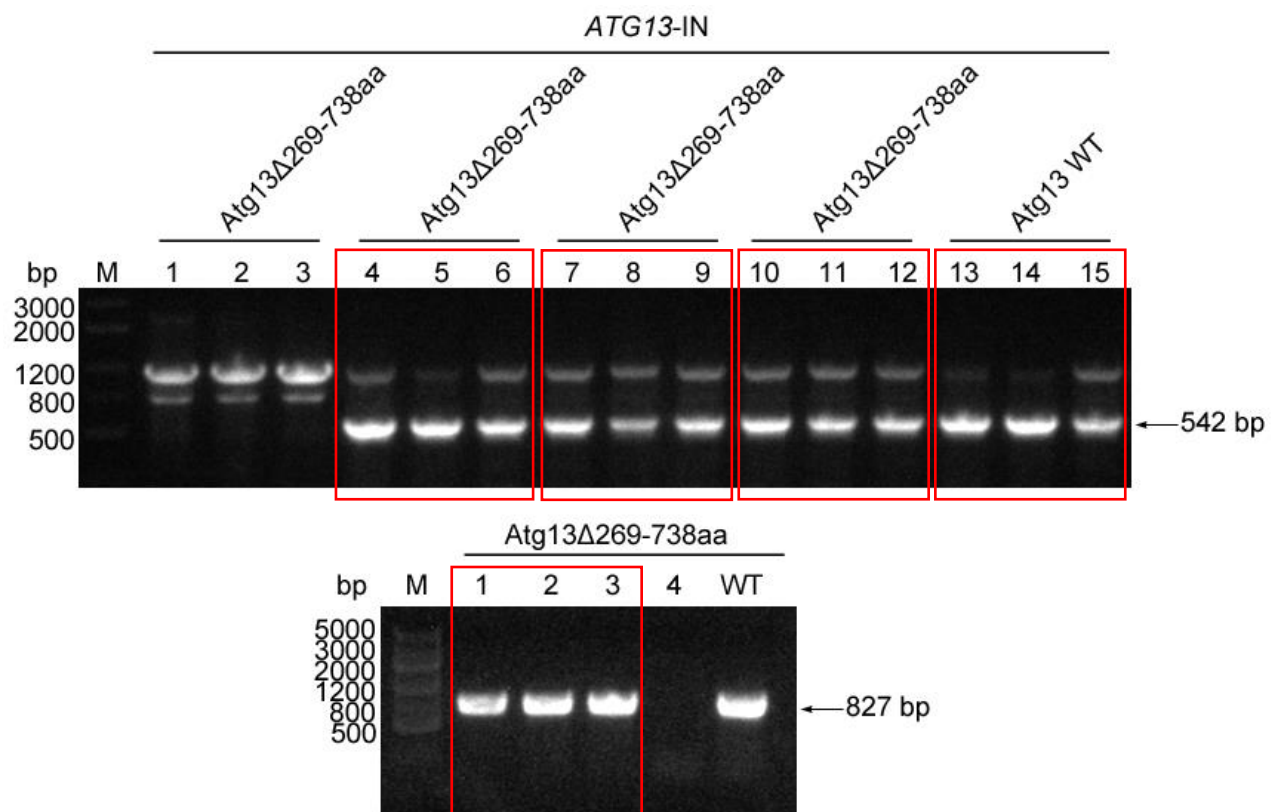 ATG13-IN
Atg13Δ269-738aa Atg13Δ269-738aa Atg13Δ269-738aa Atg13Δ269-738aa Atg13 WT
bp M 1 2 3 4 5 6 7 8 9 10 11 12 13 14 15
3000
2000
1200
800
500
542 bp
Atg13Δ269-738aa
bp M 1 2 3 4 WT
5000
3000
2000
1200
800
500
827 bp